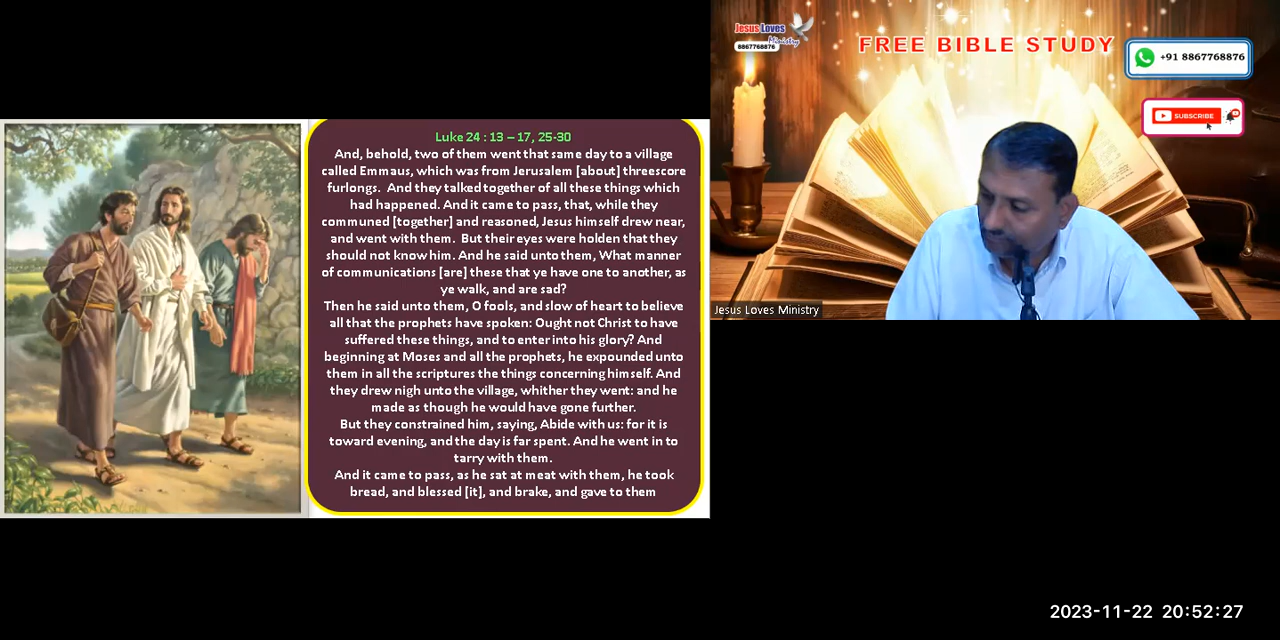 Luke 24 : 13 – 17, 25-30
And, behold, two of them went that same day to a village
called Emmaus, which was from Jerusalem [about] threescore
furlongs. And they talked together of all these things which
had happened. And it came to pass, that, while they
communed [together] and reasoned, Jesus himself drew near,
and went with them. But their eyes were holden that they
should not know him. And he said unto them, What manner
of communications [are] these that ye have one to another, as
ye walk, and are sad?
Then he said unto them, O fools, and slow of heart to believe
all that the prophets have spoken: Ought not Christ to have
suffered these things, and to enter into his glory? And
beginning at Moses and all the prophets, he expounded unto
them in all the scriptures the things concerning himself. And
they drew nigh unto the village, whither they went: and he
made as though he would have gone further.
But they constrained him, saying, Abide with us: for it is
toward evening, and the day is far spent. And he went in to
tarry with them.
And it came to pass, as he sat at meat with them, he took
bread, and blessed [it], and brake, and gave to them
Jesus Loves
Ministry
8867768876
FREE BIBLE STUDY
+91 8867768876
SUBSCRIBE
Jesus Loves Ministry
2023-11-22 20:52:27